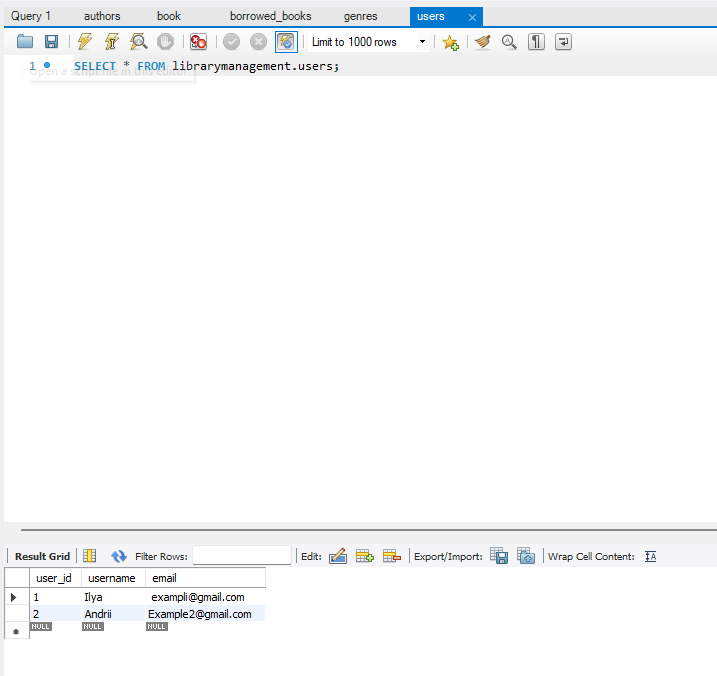 Query 1 authors book borrowed_books genres users
Limit to 1000 rows
1 SELECT * FROM librarymanagement.users;
Open a script file in this editor
Result Grid Filter Rows: Edit: Export/Import: Wrap Cell Content:
user_id username email
1 Ilya exampli@gmail.com
2 Andrii Example2@gmail.com
NULL NULL NULL